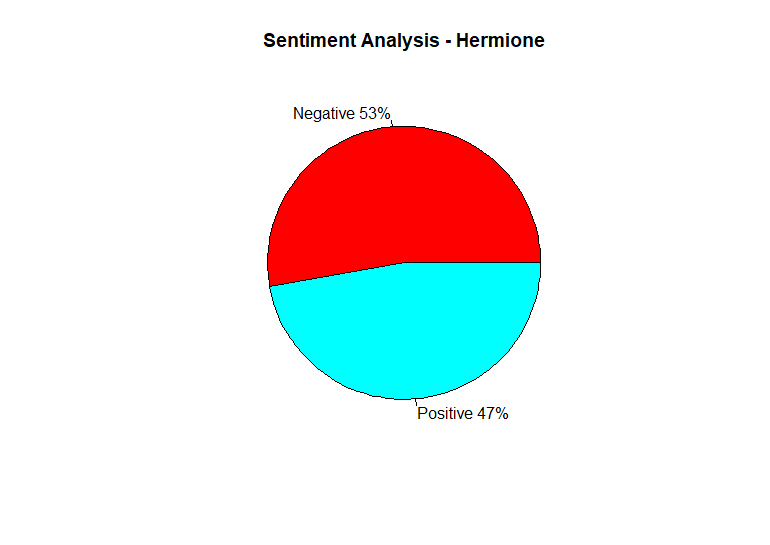 Sentiment Analysis - Hermione
Negative 53%
Positive 47%